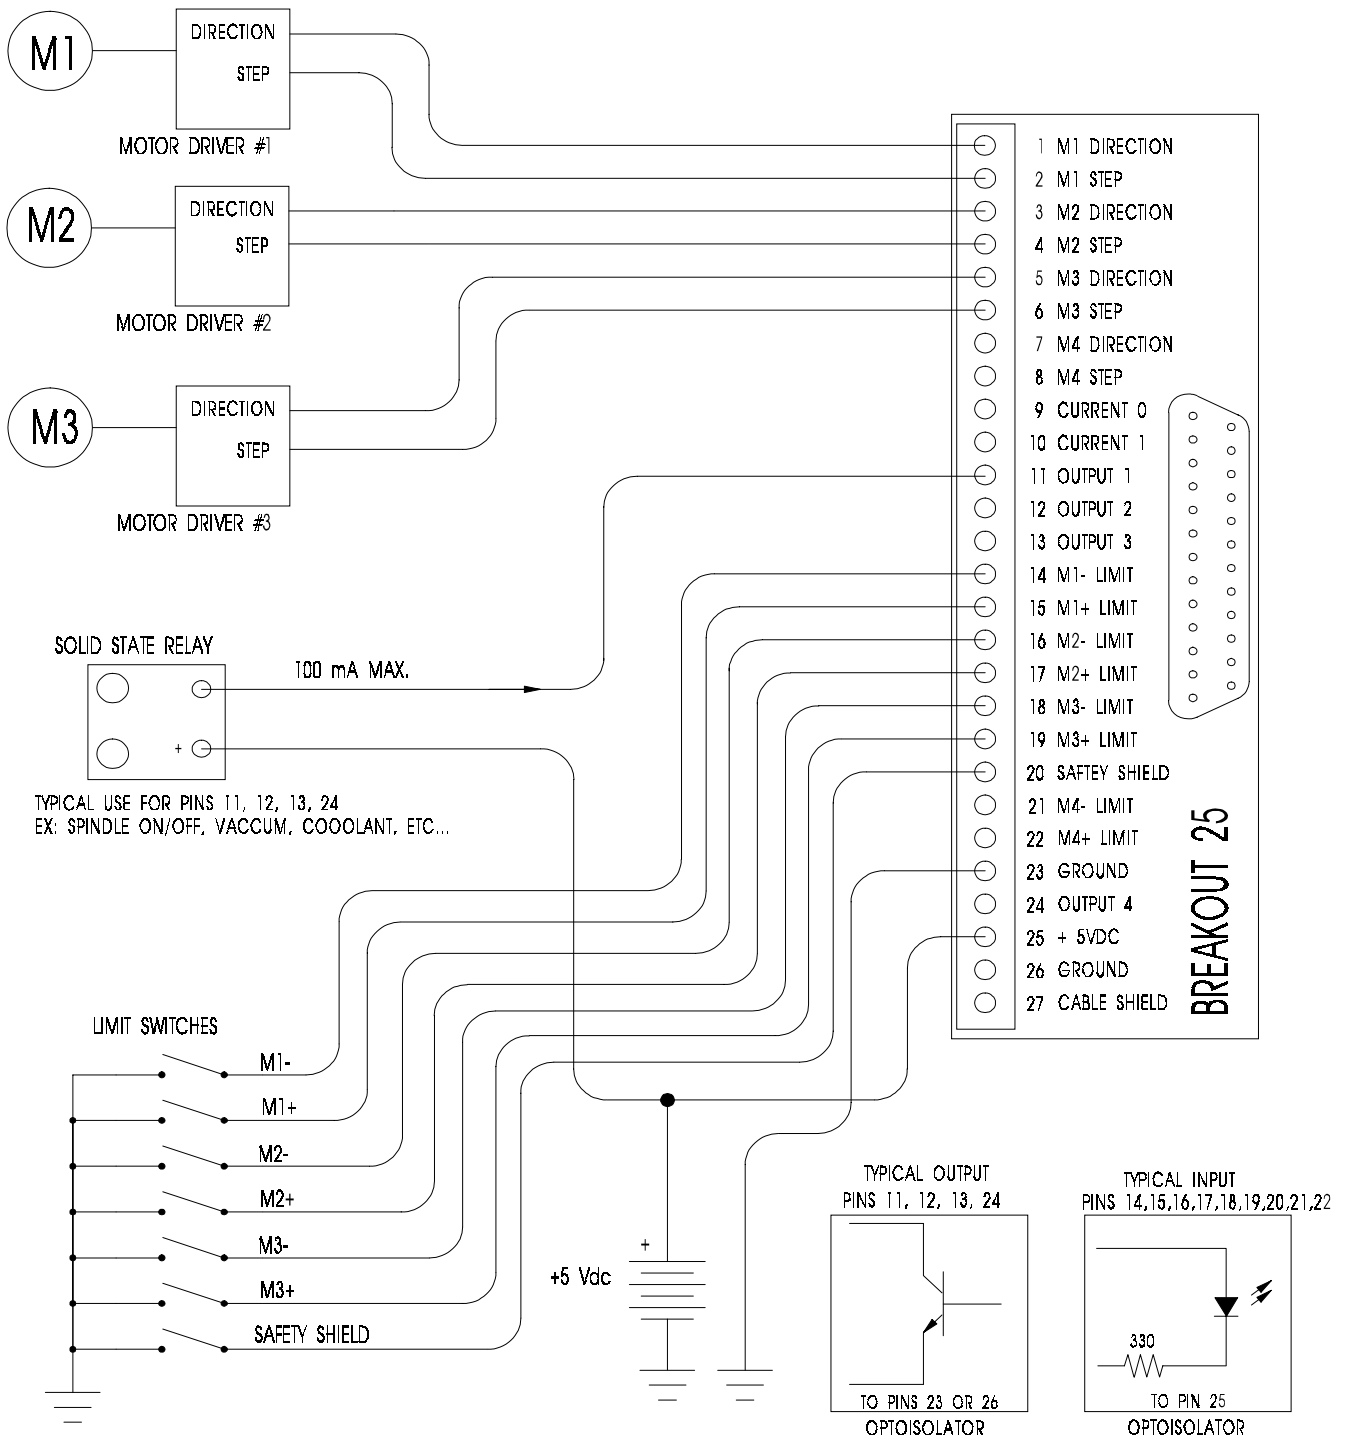 M1
DIRECTION
STEP
MOTOR DRIVER #1
M2
DIRECTION
STEP
MOTOR DRIVER #2
M3
DIRECTION
STEP
MOTOR DRIVER #3
1 M1 DIRECTION
2 M1 STEP
3 M2 DIRECTION
4 M2 STEP
5 M3 DIRECTION
6 M3 STEP
7 M4 DIRECTION
8 M4 STEP
9 CURRENT 0
10 CURRENT 1
11 OUTPUT 1
12 OUTPUT 2
13 OUTPUT 3
14 M1- LIMIT
15 M1+ LIMIT
16 M2- LIMIT
17 M2+ LIMIT
18 M3- LIMIT
19 M3+ LIMIT
20 SAFTEY SHIELD
21 M4- LIMIT
22 M4+ LIMIT
23 GROUND
24 OUTPUT 4
25 + 5VDC
26 GROUND
27 CABLE SHIELD
BREAKOUT 25
SOLID STATE RELAY
100 mA MAX.
+
TYPICAL USE FOR PINS 11, 12, 13, 24
EX: SPINDLE ON/OFF, VACCUM, COOOLANT, ETC...
LIMIT SWITCHES
M1-
M1+
M2-
M2+
M3-
M3+
SAFETY SHIELD
+
+5 Vdc
TYPICAL OUTPUT
PINS 11, 12, 13, 24
TO PINS 23 OR 26
OPTOISOLATOR
TYPICAL INPUT
PINS 14,15,16,17,18,19,20,21,22
330
TO PIN 25
OPTOISOLATOR